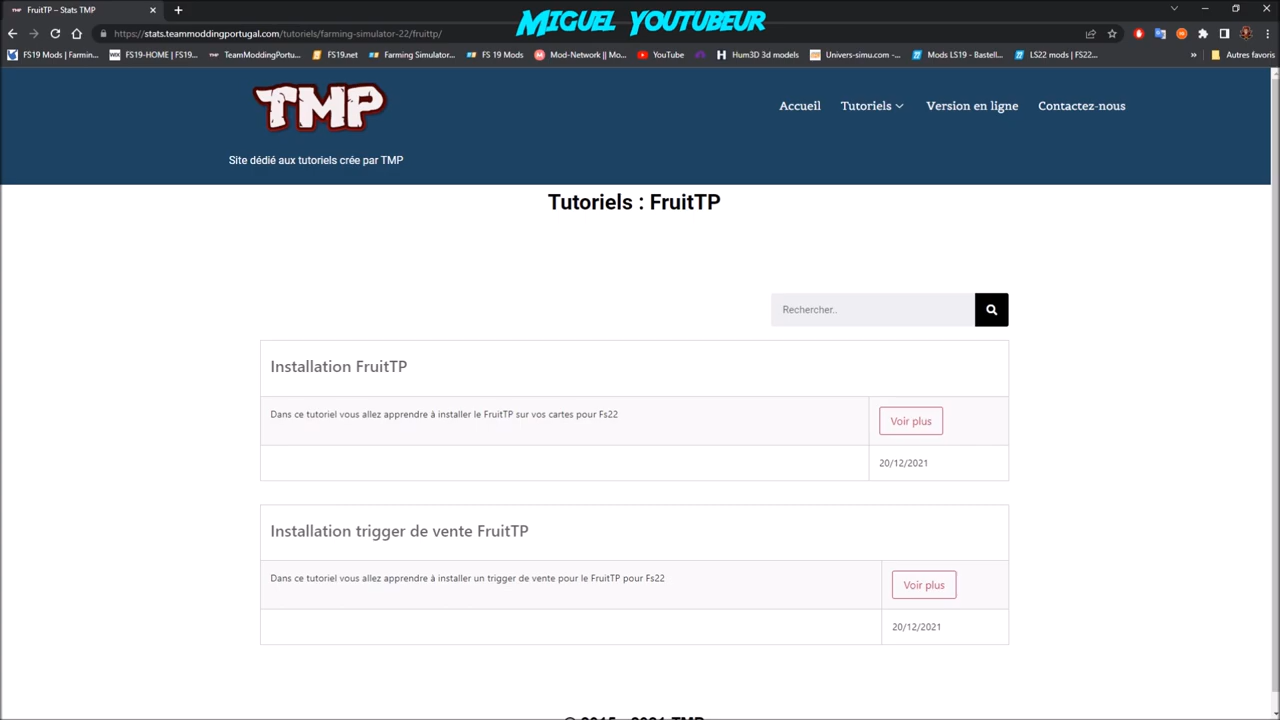 FruitTP – Stats TMP
MIGUEL YOUTUBEUR
https://stats.teammoddingportugal.com/tutoriels/farming-simulator-22/fruittp/
FS19 Mods | Farmin... FS19-HOME | FS19... TeamModdingPortu... FS19.net Farming Simulator... FS 19 Mods Mod-Network || Mo... YouTube Hum3D 3d models Univers-simu.com -... Mods LS19 - Bastell... LS22 mods | FS22... » Autres favoris
TMP
Accueil Tutoriels Version en ligne Contactez-nous
Site dédié aux tutoriels crée par TMP
Tutoriels : FruitTP
Rechercher..
Installation FruitTP
Dans ce tutoriel vous allez apprendre à installer le FruitTP sur vos cartes pour Fs22
Voir plus
20/12/2021
Installation trigger de vente FruitTP
Dans ce tutoriel vous allez apprendre à installer un trigger de vente pour le FruitTP pour Fs22
Voir plus
20/12/2021